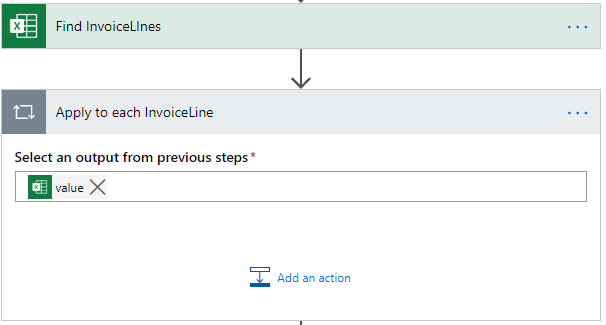 Find InvoiceLInes
Apply to each InvoiceLine
Select an output from previous steps*
value
Add an action